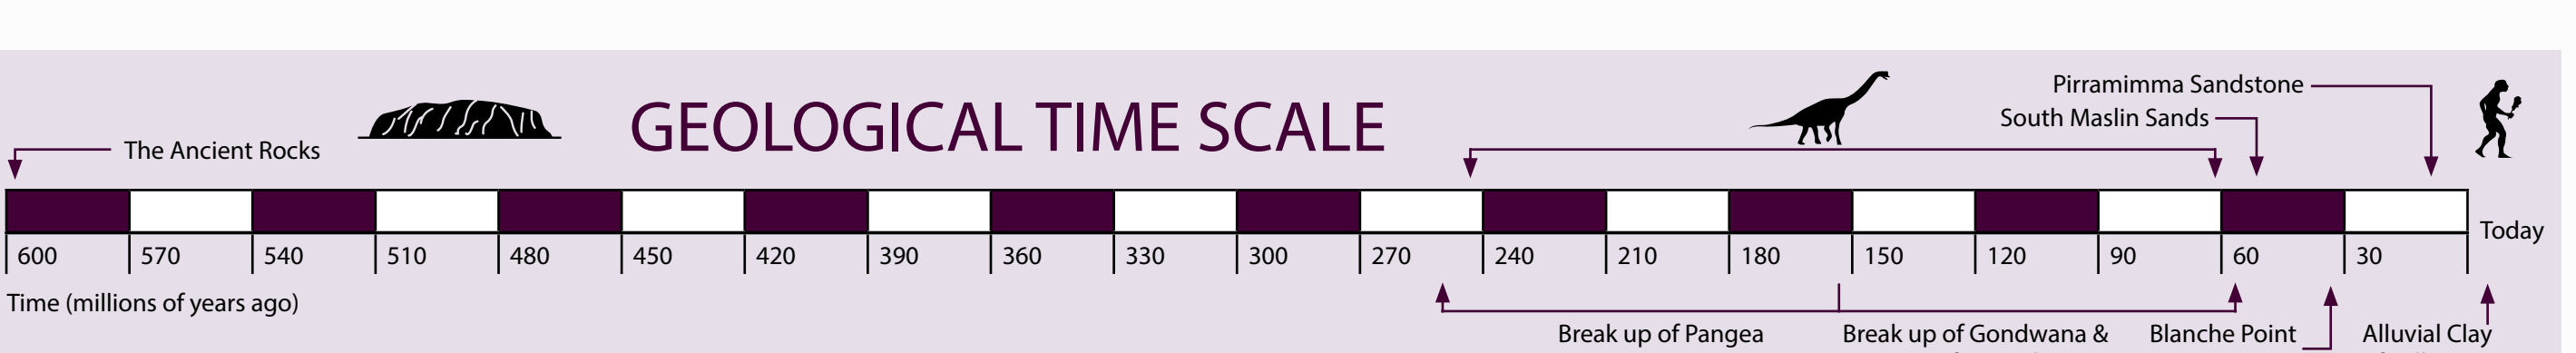 Pirramimma Sandstone
South Maslin Sands
GEOLOGICAL TIME SCALE
The Ancient Rocks
600 570 540 510 480 450 420 390 360 330 300 270 240 210 180 150 120 90 60 30 Today
Time (millions of years ago)
Break up of Pangea
Break up of Gondwana &
Blanche Point
Alluvial Clay